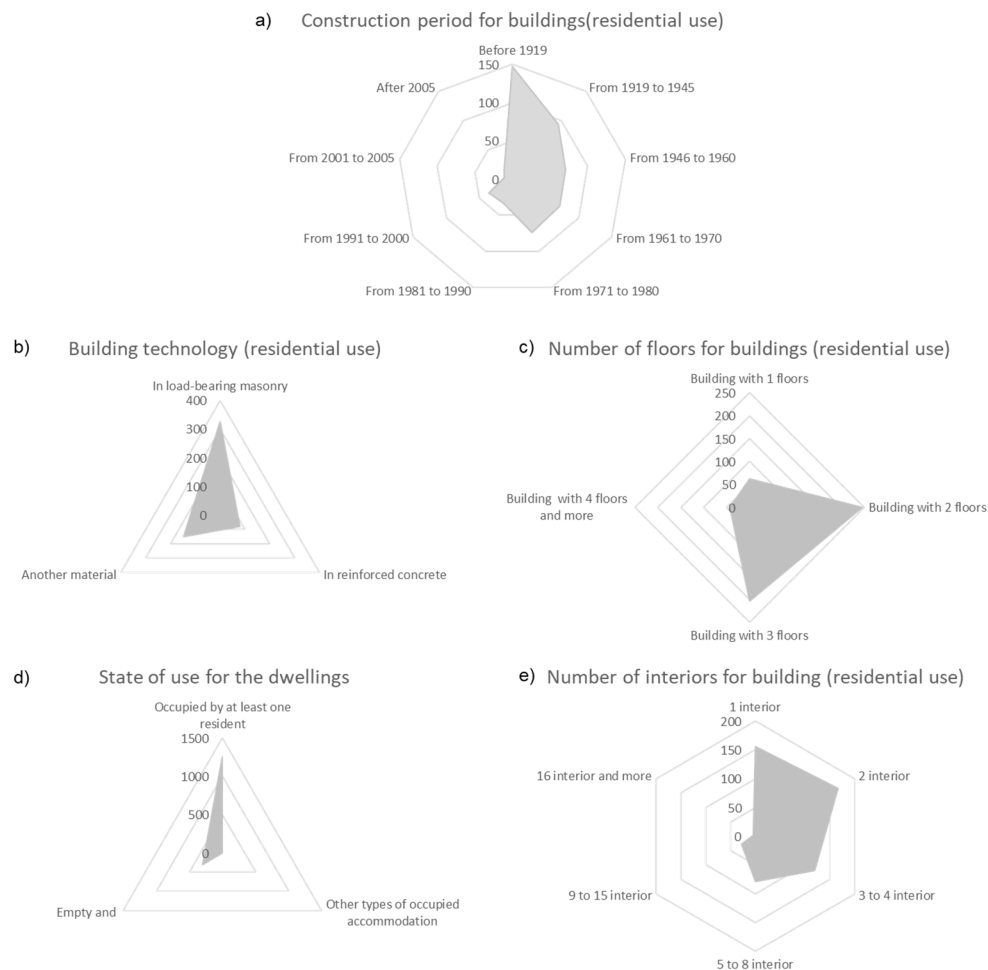 a) Construction period for buildings(residential use)
Before 1919
150
After 2005
From 1919 to 1945
100
50
From 2001 to 2005
From 1946 to 1960
0
From 1991 to 2000
From 1961 to 1970
From 1981 to 1990
From 1971 to 1980
b) Building technology (residential use)
In load-bearing masonry
400
300
200
100
0
Another material
In reinforced concrete
c) Number of floors for buildings (residential use)
Building with 1 floors
250
200
150
100
50
0
Building with 4 floors
and more
Building with 2 floors
Building with 3 floors
d) State of use for the dwellings
Occupied by at least one
resident
1500
1000
500
0
Empty and
Other types of occupied
accommodation
e) Number of interiors for building (residential use)
1 interior
200
150
100
50
0
16 interior and more
2 interior
9 to 15 interior
3 to 4 interior
5 to 8 interior